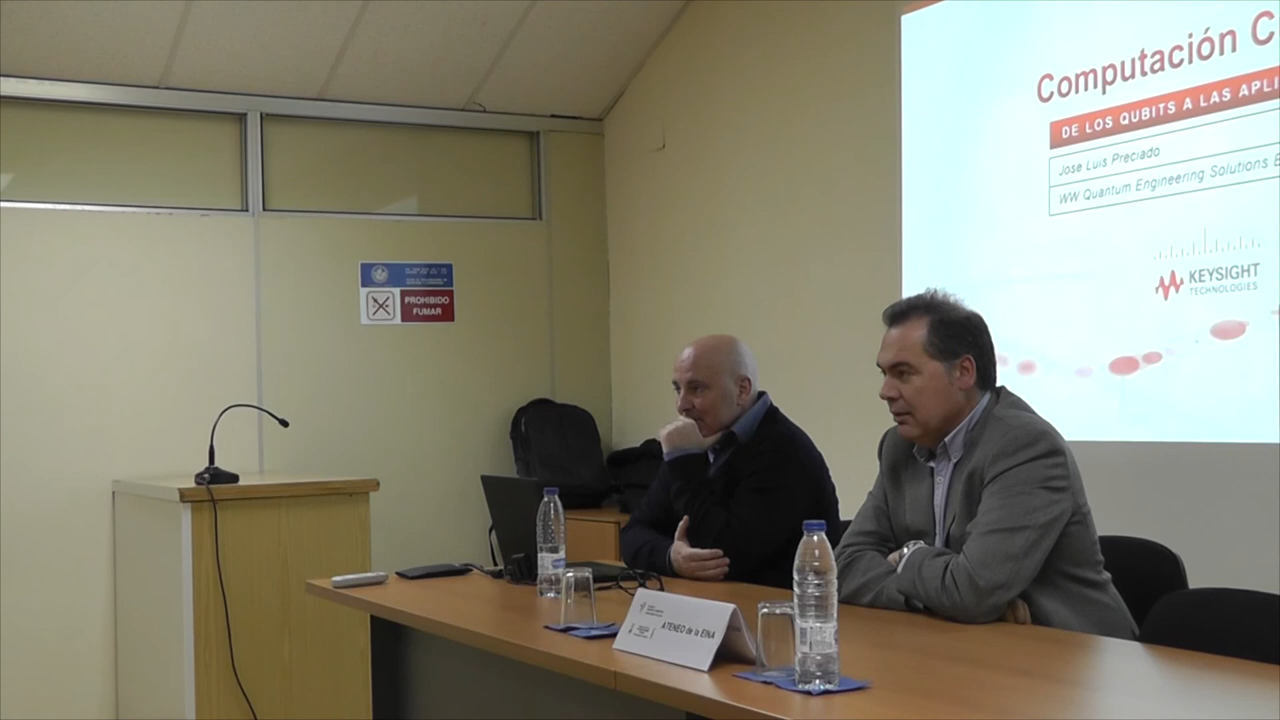 Computación C
DE LOS QUBITS A LAS APLI
Jose Luis Preciado
WW Quantum Engineering Solutions B
KEYSIGHT
TECHNOLOGIES
PROHIBIDO
FUMAR
ATENEO de la EINA